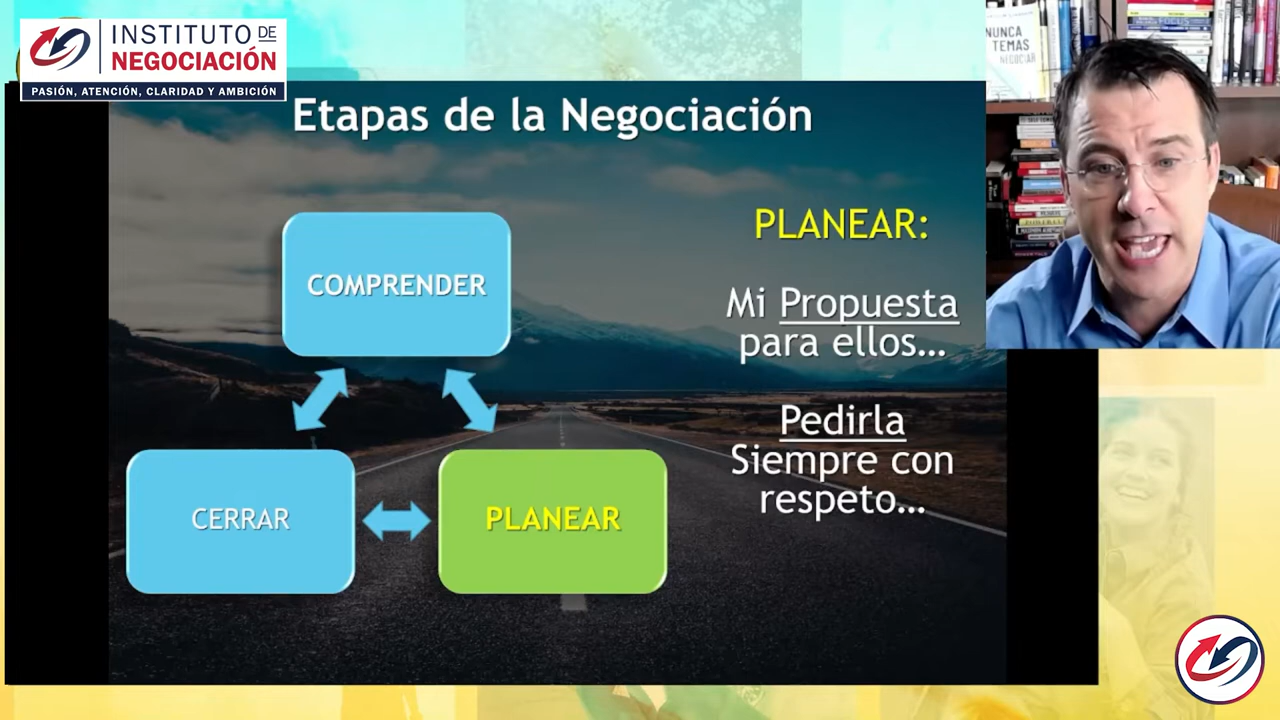 INSTITUTO DE
NEGOCIACIÓN
PASIÓN, ATENCIÓN, CLARIDAD Y AMBICIÓN
Etapas de la Negociación
COMPRENDER
CERRAR
PLANEAR
PLANEAR:
Mi Propuesta
para ellos...
Pedirla
Siempre con
respeto...
NUNCA
TEMAS
NEGOCIAR
FOCUS